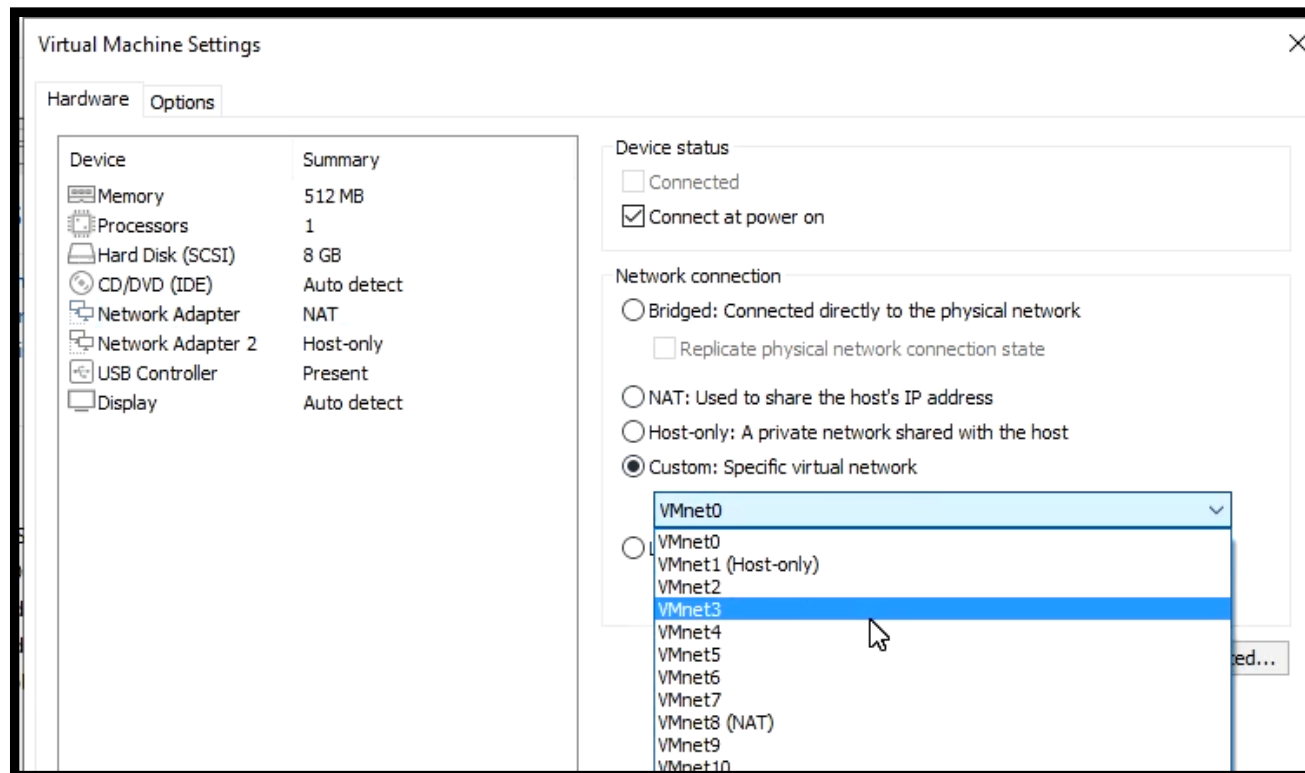 Virtual Machine Settings
Hardware Options
Device Summary
Memory 512 MB
Processors 1
Hard Disk (SCSI) 8 GB
CD/DVD (IDE) Auto detect
Network Adapter NAT
Network Adapter 2 Host-only
USB Controller Present
Display Auto detect
Device status
Connected
Connect at power on
Network connection
Bridged: Connected directly to the physical network
Replicate physical network connection state
NAT: Used to share the host's IP address
Host-only: A private network shared with the host
Custom: Specific virtual network
VMnet0
VMnet0
VMnet1 (Host-only)
VMnet2
VMnet3
VMnet4
VMnet5
VMnet6
VMnet7
VMnet8 (NAT)
VMnet9
VMnet10